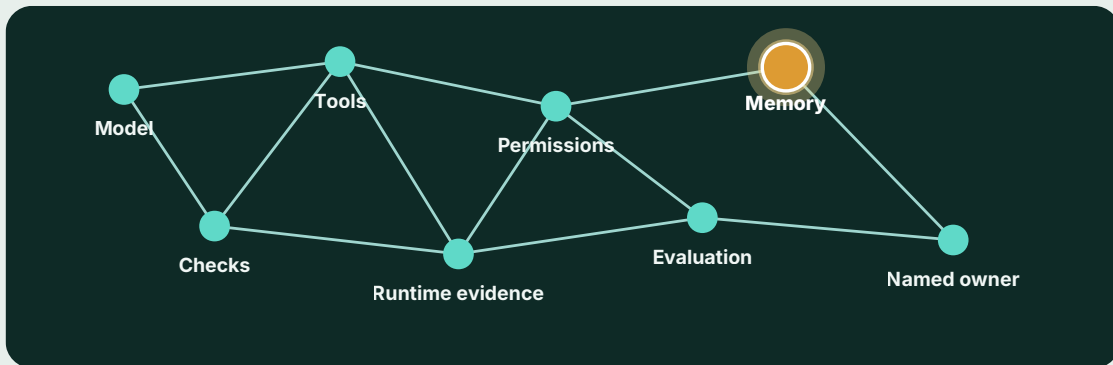 Model
Tools
Permissions
Memory
Checks
Runtime evidence
Evaluation
Named owner